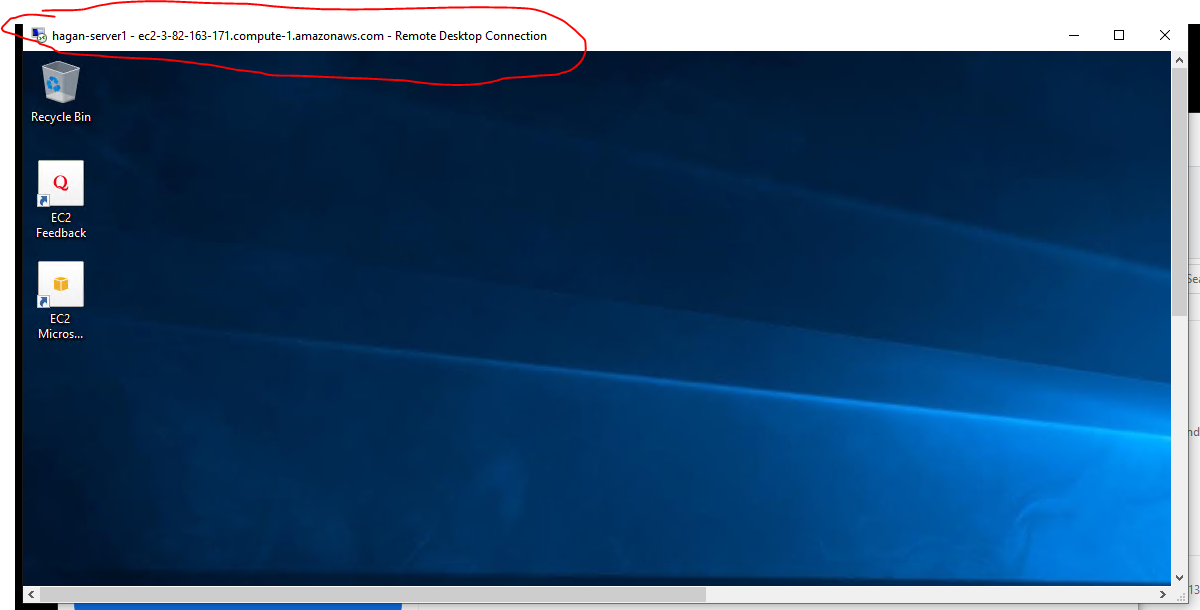 hagan-server1 - ec2-3-82-163-171.compute-1.amazonaws.com - Remote Desktop Connection
Recycle Bin
Q
EC2
Feedback
EC2
Micros...